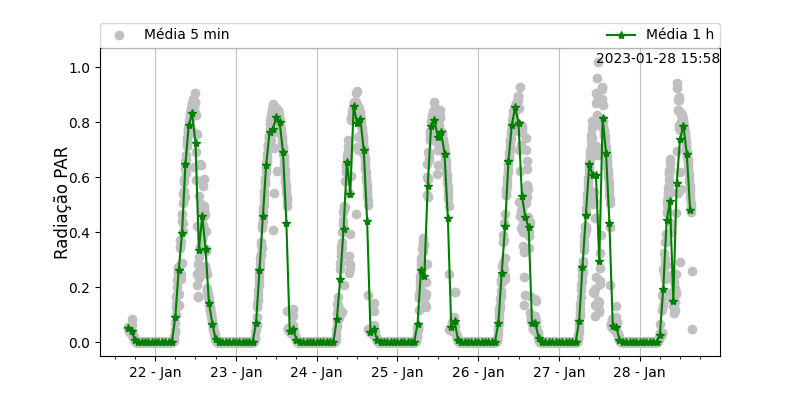 Média 5 min
Média 1 h
2023-01-28 15:58
1.0
0.8
0.6
0.4
0.2
0.0
Radiação PAR
22 - Jan
23 - Jan
24 - Jan
25 - Jan
26 - Jan
27 - Jan
28 - Jan